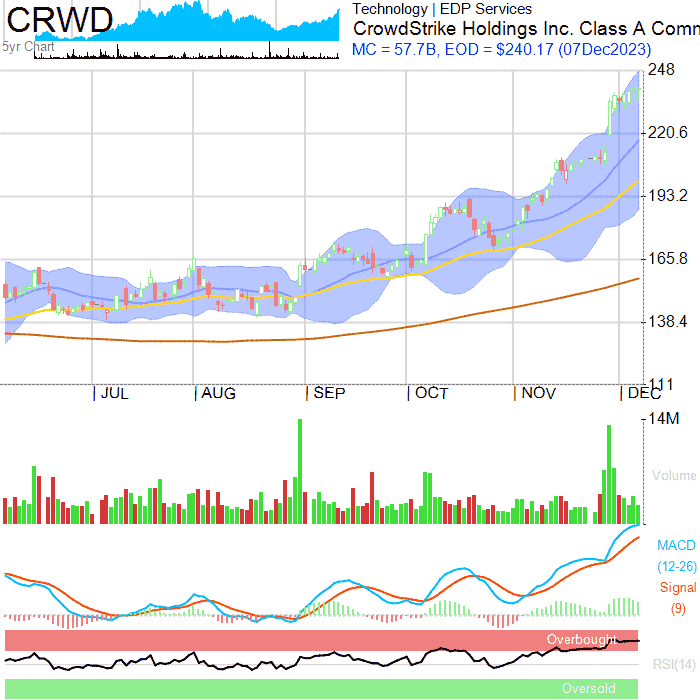 CRWD
5yr Chart
Technology | EDP Services
CrowdStrike Holdings Inc. Class A Comm
MC = 57.7B, EOD = $240.17 (07Dec2023)
248
220.6
193.2
165.8
138.4
111
JUL
AUG
SEP
OCT
NOV
DEC
14M
Volume
MACD
(12-26)
Signal
(9)
Overbought
RSI(14)
Oversold